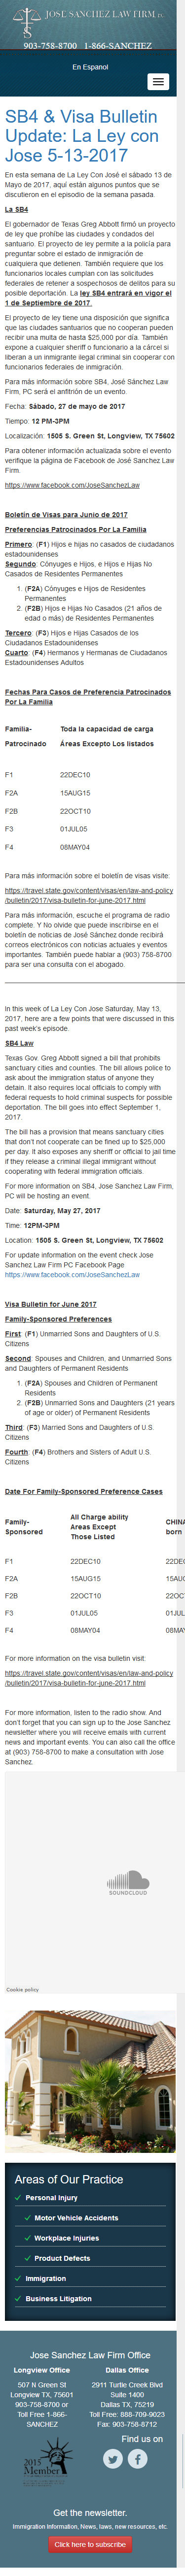 JOSE SANCHEZ LAW FIRM P.C.
903-758-8700 1-866-SANCHEZ
En Espanol
SB4 & Visa Bulletin
Update: La Ley con
Jose 5-13-2017
En esta semana de La Ley Con José el sábado 13 de
Mayo de 2017, aquí están algunos puntos que se
discutieron en el episodio de la semana pasada.
La SB4
El gobernador de Texas Greg Abbott firmó un proyecto
de ley que prohíbe las ciudades y condados del
santuario. El proyecto de ley permite a la policía para
preguntar sobre el estado de inmigración de
cualquiera que detienen. También requiere que los
funcionarios locales cumplan con las solicitudes
federales de retener a sospechosos de delitos para su
posible deportación. La ley SB4 entrará en vigor el
1 de Septiembre de 2017.
El proyecto de ley tiene una disposición que significa
que las ciudades santuarios que no cooperan pueden
recibir una multa de hasta $25,000 por día. También
expone a cualquier sheriff a tiempo de cárcel si
liberan a un inmigrante ilegal criminal sin cooperar con
funcionarios federales de inmigración.
Para más información sobre SB4, José Sánchez Law
Firm, PC será el anfitrión de un evento.
Fecha: Sábado, 27 de mayo de 2017
Tiempo: 12 PM-3PM
Localización: 1505 S. Green St, Longview, TX 75602
Para obtener información actualizada sobre el evento
verifique la página de Facebook de José Sanchez Law
Firm.
https://www.facebook.com/JoseSanchezLaw
Boletín de Visas para Junio de 2017
Preferencias Patrocinados Por La Familia
Primero: (F1) Hijos e hijas no casados de ciudadanos
estadounidenses
Segundo: Cónyuges e Hijos, e Hijos e Hijas No
Casados de Residentes Permanentes
1. (F2A) Cónyuges e Hijos de Residentes
Permanentes
2. (F2B) Hijos e Hijas No Casados (21 años de
edad o más) de Residentes Permanentes
Tercero: (F3) Hijos e Hijas Casados de los
Ciudadanos Estadounidenses
Cuarto: (F4) Hermanos y Hermanas de Ciudadanos
Estadounidenses Adultos
Fechas Para Casos de Preferencia Patrocinados
Por La Familia
Familia- Toda la capacidad de carga
Patrocinado Áreas Excepto Los listados
F1 22DEC10
F2A 15AUG15
F2B 22OCT10
F3 01JUL05
F4 08MAY04
Para más información sobre el boletín de visas visite:
https://travel.state.gov/content/visas/en/law-and-policy
/bulletin/2017/visa-bulletin-for-june-2017.html
Para más información, escuche el programa de radio
completo. Y No olvide que puede inscribirse en el
boletín de noticias de José Sánchez donde recibirá
correos electrónicos con noticias actuales y eventos
importantes. También puede hablar a (903) 758-8700
para ser una consulta con el abogado.
In this week of La Ley Con Jose Saturday, May 13,
2017, here are a few points that were discussed in this
past week's episode.
SB4 Law
Texas Gov. Greg Abbott signed a bill that prohibits
sanctuary cities and counties. The bill allows police to
ask about the immigration status of anyone they
detain. It also requires local officials to comply with
federal requests to hold criminal suspects for possible
deportation. The bill goes into effect September 1,
2017.
The bill has a provision that means sanctuary cities
that don't not cooperate can be fined up to $25,000
per day. It also exposes any sheriff or official to jail time
if they release a criminal illegal immigrant without
cooperating with federal immigration officials.
For more information on SB4, Jose Sanchez Law Firm,
PC will be hosting an event.
Date: Saturday, May 27, 2017
Time: 12PM-3PM
Location: 1505 S. Green St, Longview, TX 75602
For update information on the event check Jose
Sanchez Law Firm PC Facebook Page
https://www.facebook.com/JoseSanchezLaw
Visa Bulletin for June 2017
Family-Sponsored Preferences
First: (F1) Unmarried Sons and Daughters of U.S.
Citizens
Second: Spouses and Children, and Unmarried Sons
and Daughters of Permanent Residents
1. (F2A) Spouses and Children of Permanent
Residents
2. (F2B) Unmarried Sons and Daughters (21 years
of age or older) of Permanent Residents
Third: (F3) Married Sons and Daughters of U.S.
Citizens
Fourth: (F4) Brothers and Sisters of Adult U.S.
Citizens
Date For Family-Sponsored Preference Cases
Family-Sponsored All Charge ability Areas Except Those Listed CHINA born
F1 22DEC10 22DEC
F2A 15AUG15 15AUG
F2B 22OCT10 22OCT
F3 01JUL05 01JUL
F4 08MAY04 08MAY
For more information on the visa bulletin visit:
https://travel.state.gov/content/visas/en/law-and-policy
/bulletin/2017/visa-bulletin-for-june-2017.html
For more information, listen to the radio show. And
don't forget that you can sign up to the Jose Sanchez
newsletter where you will receive emails with current
news and important events. You can also call the office
at (903) 758-8700 to make a consultation with Jose
Sanchez.
SOUNDCLOUD
Cookie policy
Areas of Our Practice
Personal Injury
Motor Vehicle Accidents
Workplace Injuries
Product Defects
Immigration
Business Litigation
Jose Sanchez Law Firm Office
Longview Office
507 N Green St
Longview TX, 75601
903-758-8700 or
Toll Free 1-866-
SANCHEZ
Dallas Office
2911 Turtle Creek Blvd
Suite 1400
Dallas TX, 75219
Toll Free: 888-709-9023
Fax: 903-758-8712
2015
Member
Find us on
Get the newsletter.
Immigration Information, News, laws, new resources, etc.
Click here to subscribe